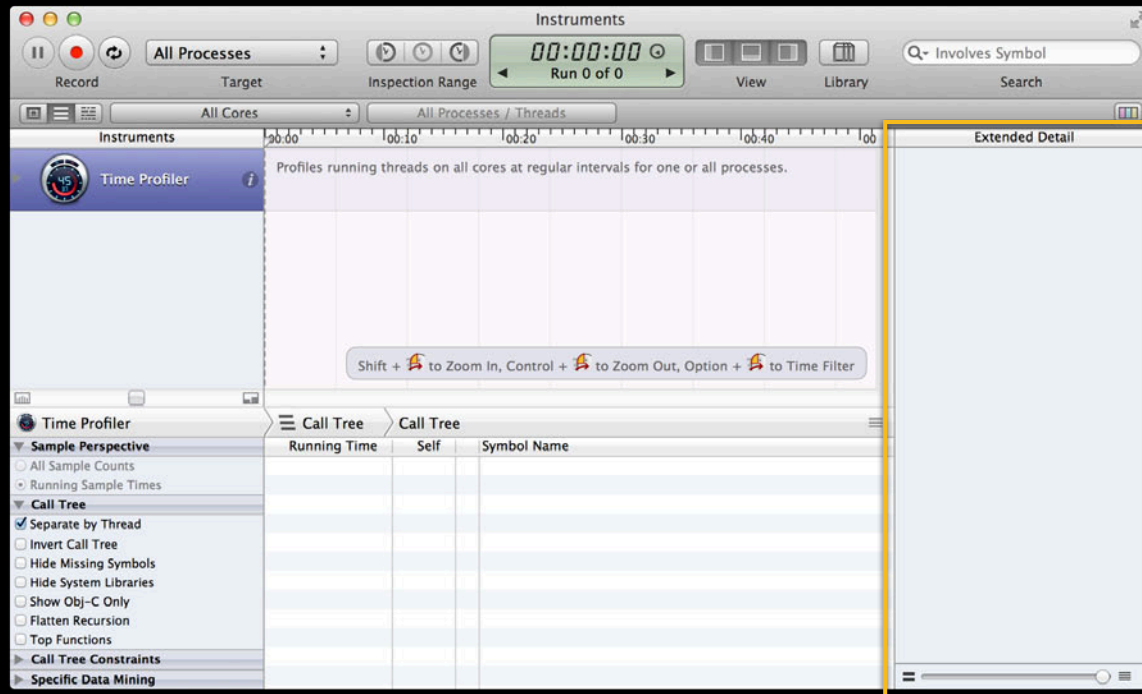 Instruments
All Processes
00:00:00
Run 0 of 0
Involves Symbol
Record
Target
Inspection Range
View
Library
Search
All Cores
All Processes / Threads
Instruments
00:00 00:10 00:20 00:30 00:40 00
Extended Detail
Time Profiler
Profiles running threads on all cores at regular intervals for one or all processes.
Shift + to Zoom In, Control + to Zoom Out, Option + to Time Filter
Time Profiler
Call Tree
Call Tree
Sample Perspective
Running Time
Self
Symbol Name
All Sample Counts
Running Sample Times
Call Tree
Separate by Thread
Invert Call Tree
Hide Missing Symbols
Hide System Libraries
Show Obj-C Only
Flatten Recursion
Top Functions
Call Tree Constraints
Specific Data Mining